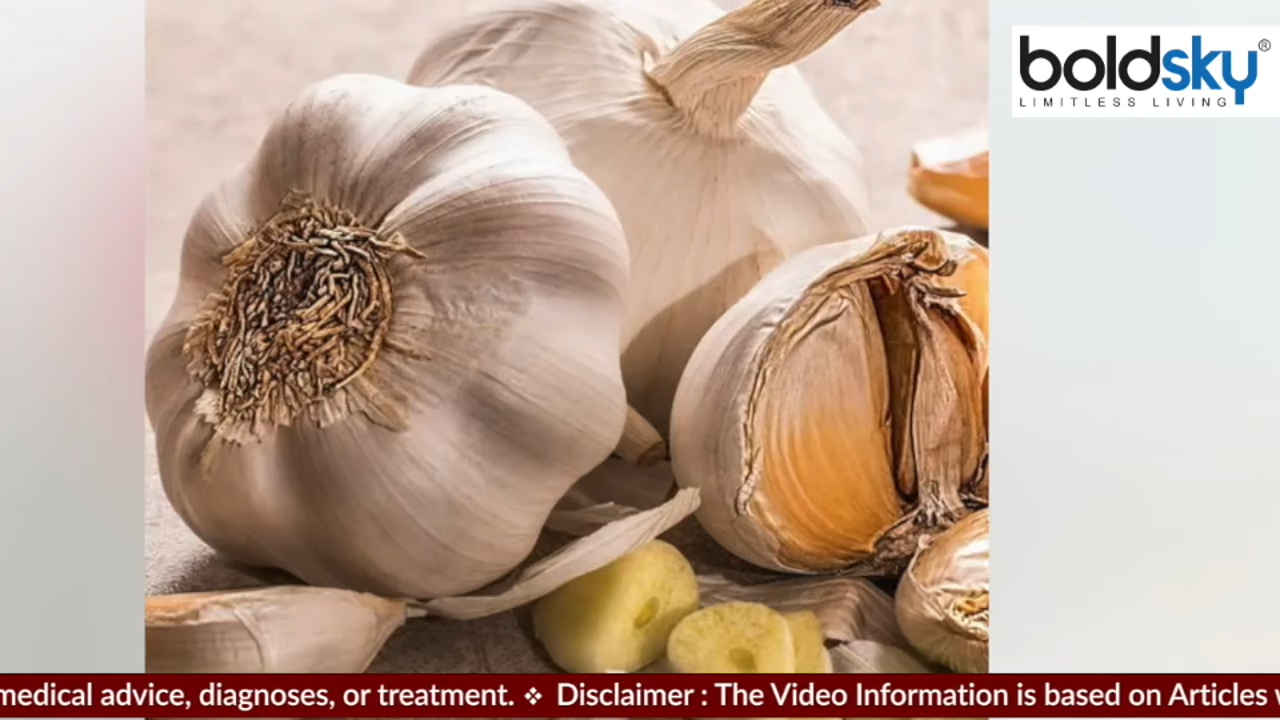 boldsky®
LIMITLESS LIVING
medical advice, diagnoses, or treatment. ❖ Disclaimer : The Video Information is based on Articles